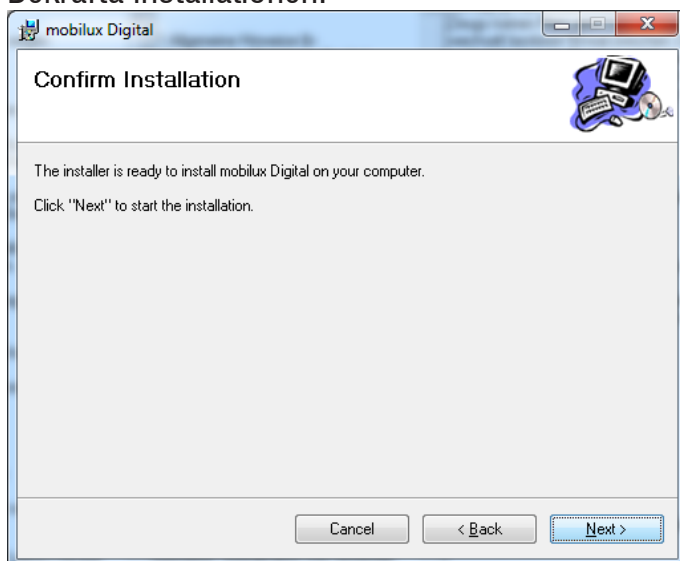 Bekräfta installationen.
mobilux Digital
Confirm Installation
The installer is ready to install mobilux Digital on your computer.
Click "Next" to start the installation.
Cancel
< Back
Next >